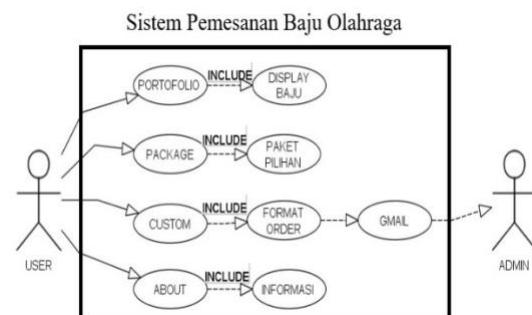 Sistem Pemesanan Baju Olahraga
PORTOFOLIO
INCLUDE
DISPLAY
BAJU
PACKAGE
INCLUDE
PAKET
PILIHAN
CUSTOM
INCLUDE
FORMAT
ORDER
GMAIL
USER
ADMIN
ABOUT
INCLUDE
INFORMASI